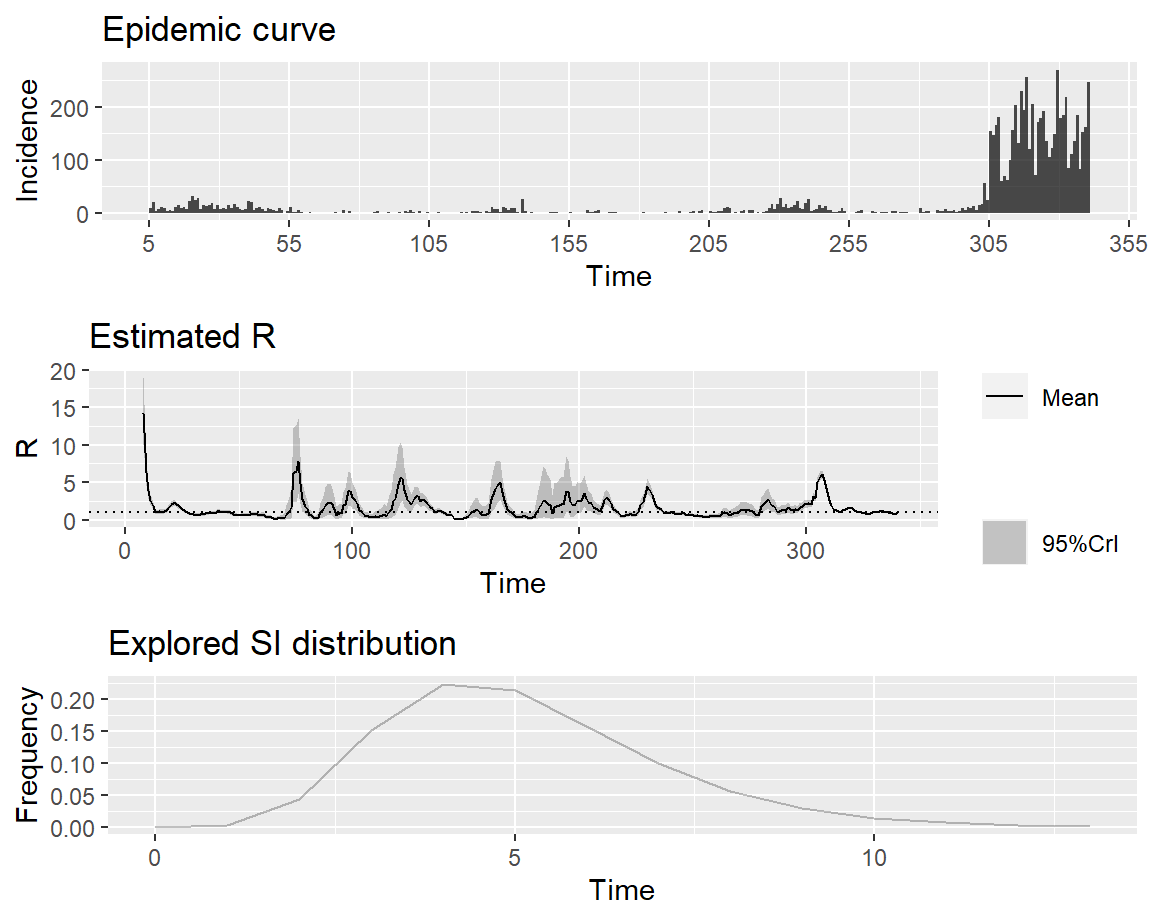 Epidemic curve
Incidence
200
100
0
5 55 105 155 205 255 305 355
Time
Estimated R
R
20
15
10
5
0
0 100 200 300
Time
Mean
95%CrI
Explored SI distribution
Frequency
0.20
0.15
0.10
0.05
0.00
0 5 10
Time